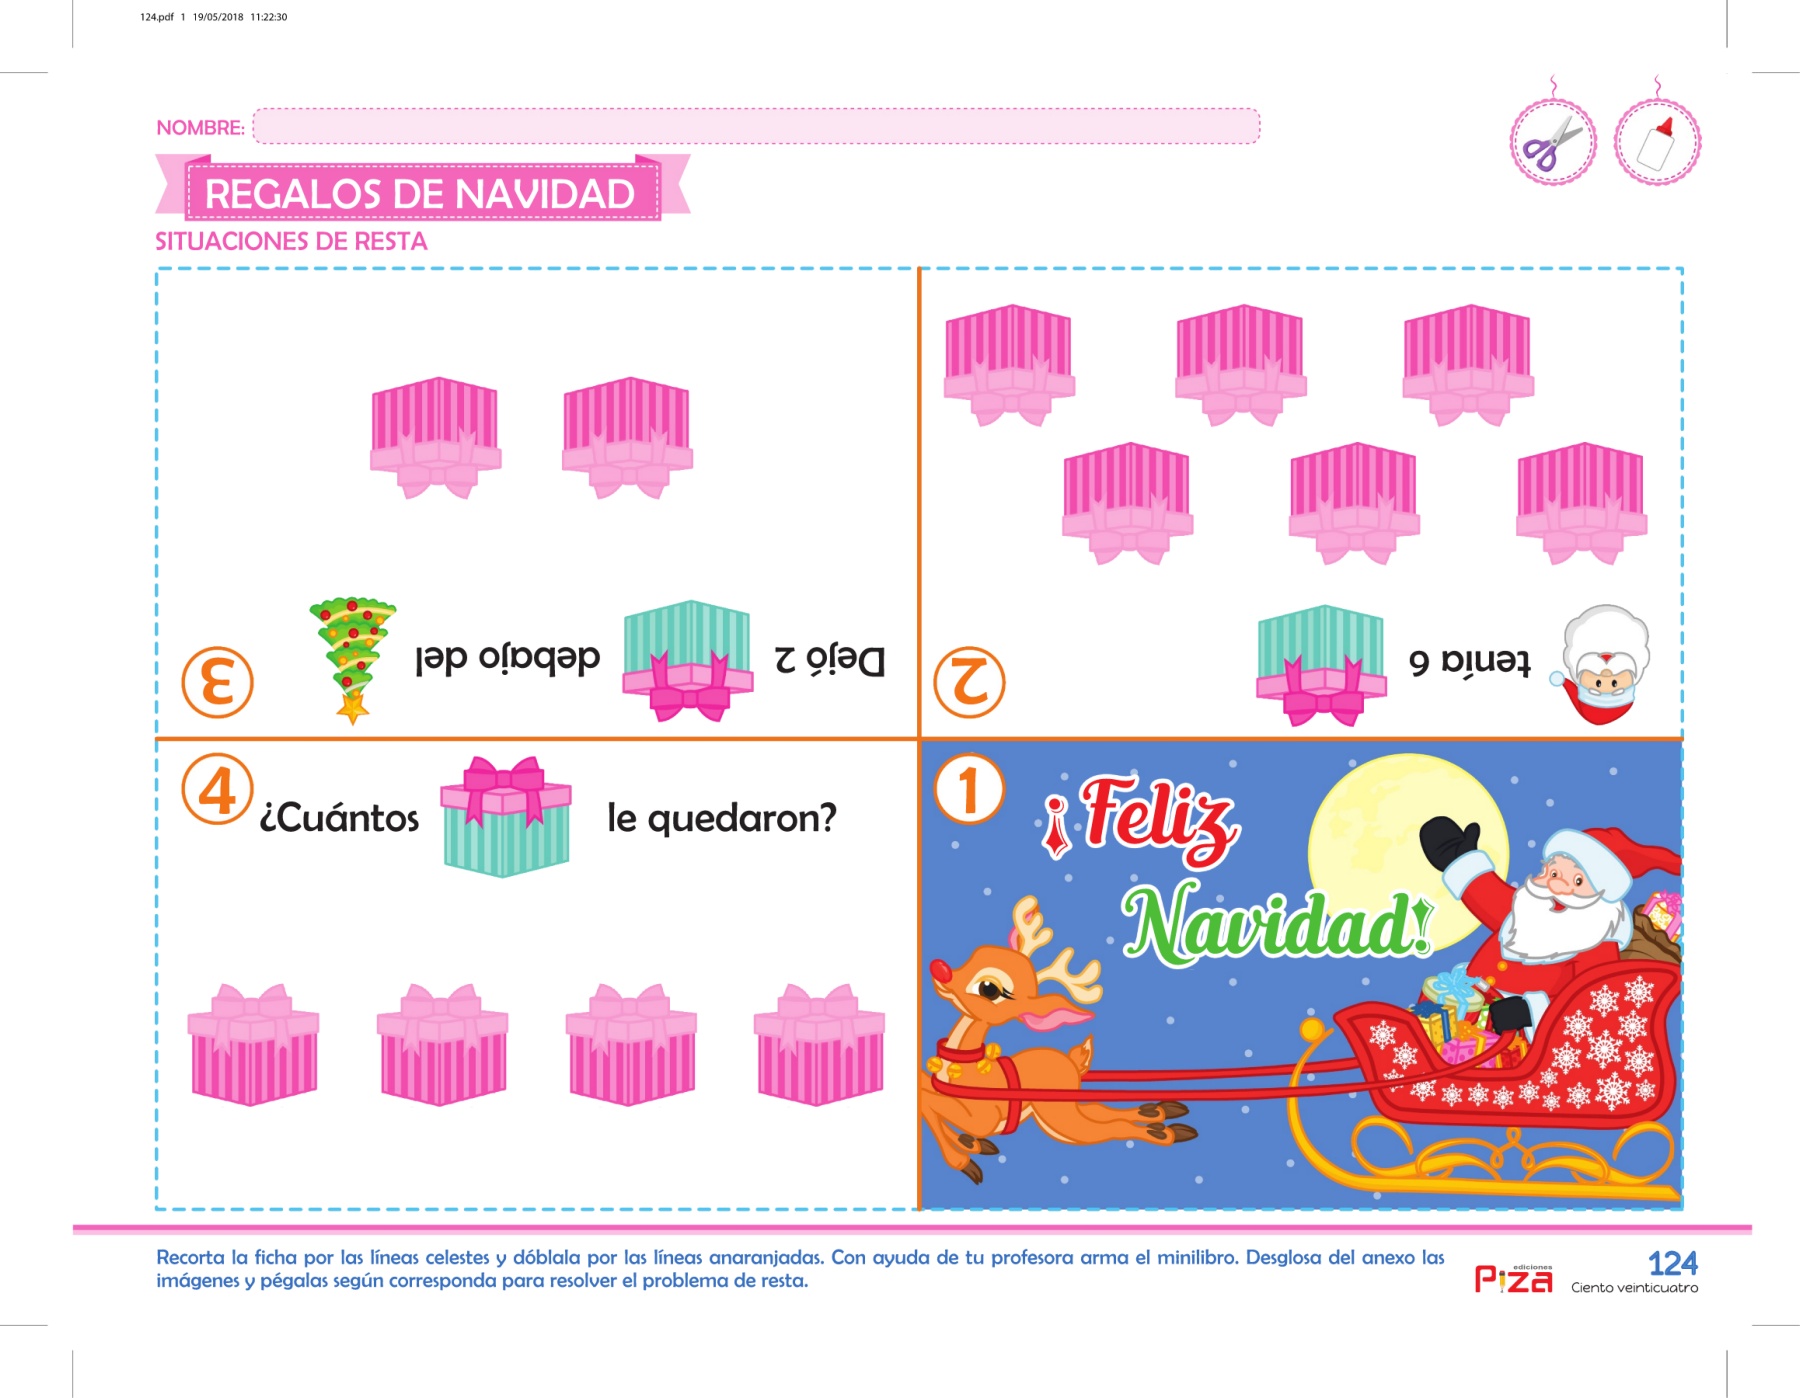 124.pdf 1 19/05/2018 11:22:30
NOMBRE:
REGALOS DE NAVIDAD
SITUACIONES DE RESTA
3
Dejó 2 debajo del
2
tenía 6
4
¿Cuántos le quedaron?
1
¡Feliz
Navidad!
Recorta la ficha por las líneas celestes y dóblala por las líneas anaranjadas. Con ayuda de tu profesora arma el minilibro. Desglosa del anexo las
imágenes y pégalas según corresponda para resolver el problema de resta.
ediciones
Piza
124
Ciento veinticuatro